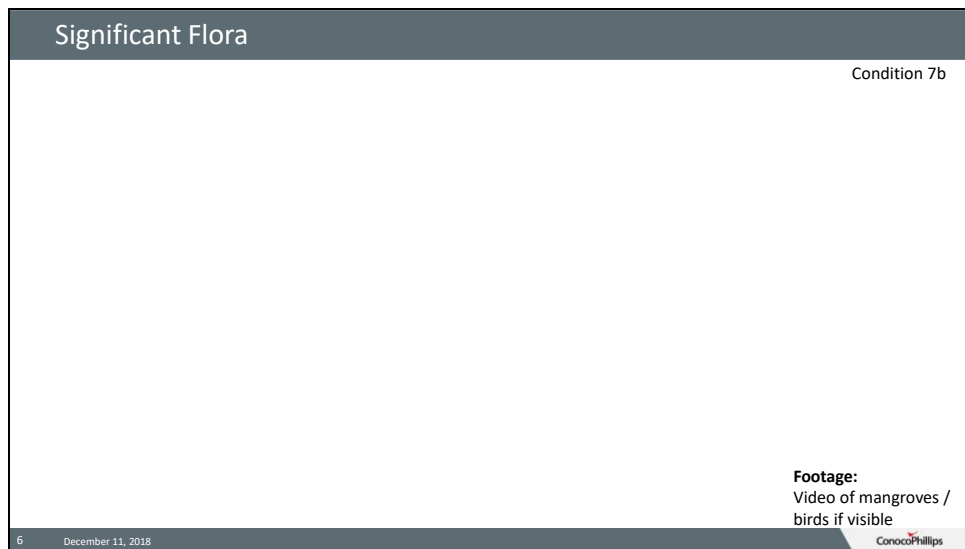 Significant Flora
Condition 7b
Footage:
Video of mangroves /
birds if visible
6 December 11, 2018
ConocoPhillips